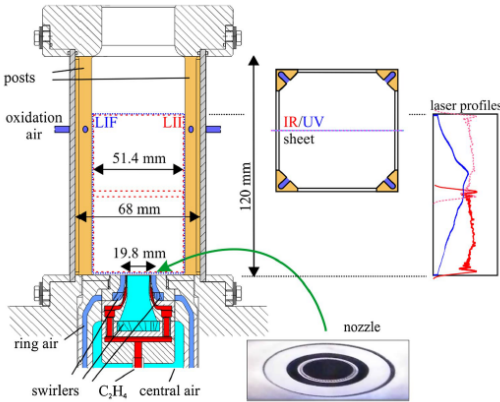 posts
oxidation
air
LIF
LII
51.4 mm
68 mm
19.8 mm
120 mm
IR/UV
sheet
laser profiles
ring air
swirlers
C₂H₄
central air
nozzle